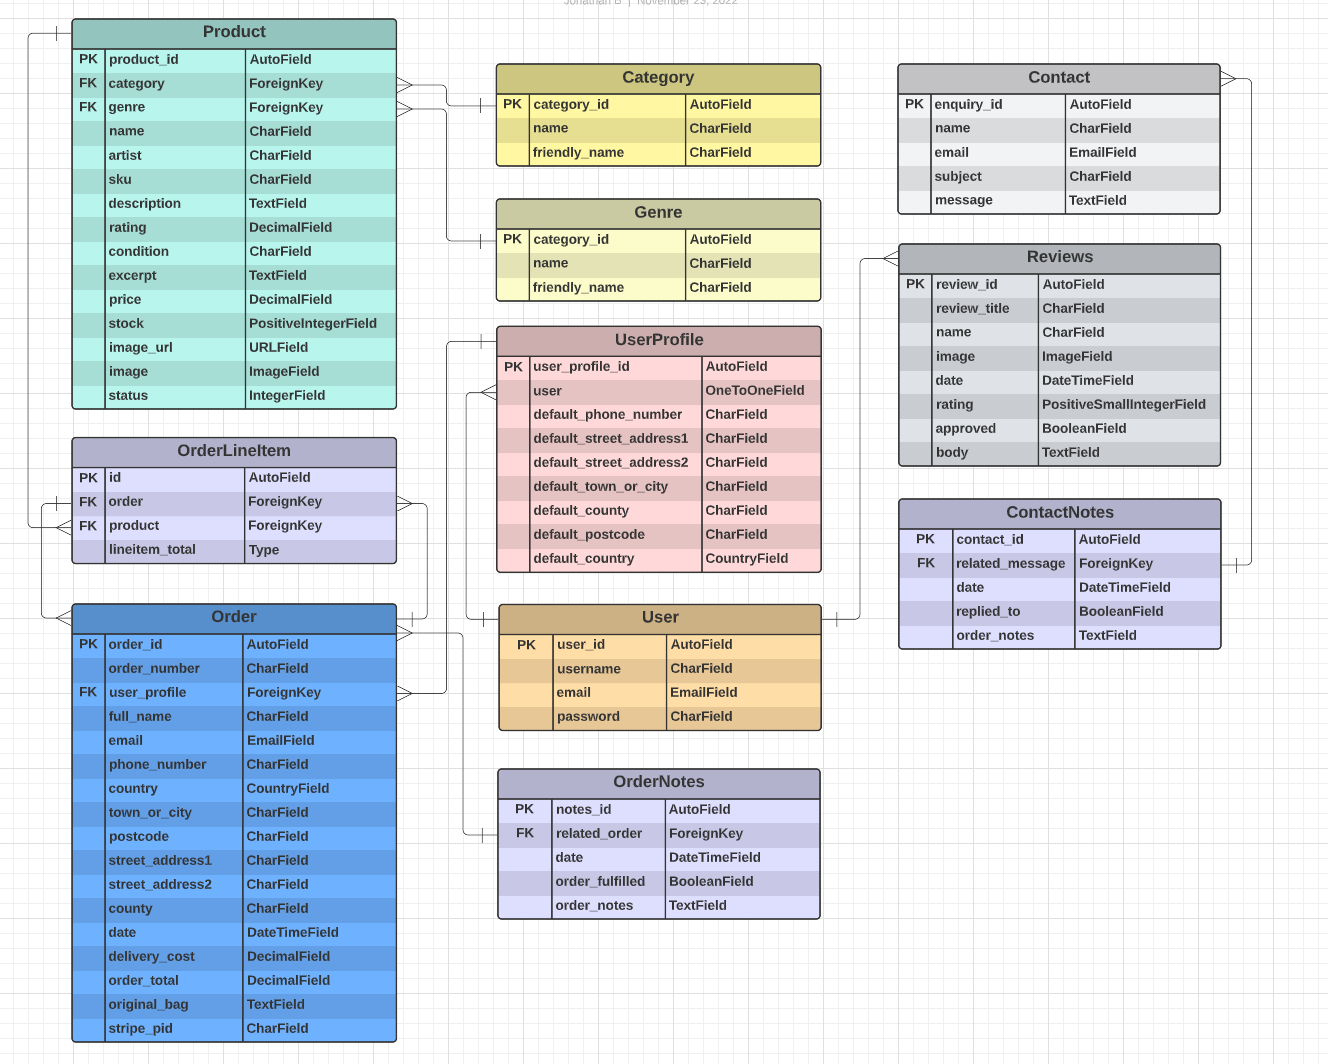 Jonathan B | November 23, 2022
Product
PK product_id AutoField
FK category ForeignKey
FK genre ForeignKey
name CharField
artist CharField
sku CharField
description TextField
rating DecimalField
condition CharField
excerpt TextField
price DecimalField
stock PositiveIntegerField
image_url URLField
image ImageField
status IntegerField
OrderLineItem
PK id AutoField
FK order ForeignKey
FK product ForeignKey
lineitem_total Type
Order
PK order_id AutoField
order_number CharField
FK user_profile ForeignKey
full_name CharField
email EmailField
phone_number CharField
country CountryField
town_or_city CharField
postcode CharField
street_address1 CharField
street_address2 CharField
county CharField
date DateTimeField
delivery_cost DecimalField
order_total DecimalField
original_bag TextField
stripe_pid CharField
Category
PK category_id AutoField
name CharField
friendly_name CharField
Genre
PK category_id AutoField
name CharField
friendly_name CharField
UserProfile
PK user_profile_id AutoField
user OneToOneField
default_phone_number CharField
default_street_address1 CharField
default_street_address2 CharField
default_town_or_city CharField
default_county CharField
default_postcode CharField
default_country CountryField
User
PK user_id AutoField
username CharField
email EmailField
password CharField
OrderNotes
PK notes_id AutoField
FK related_order ForeignKey
date DateTimeField
order_fulfilled BooleanField
order_notes TextField
Contact
PK enquiry_id AutoField
name CharField
email EmailField
subject CharField
message TextField
Reviews
PK review_id AutoField
review_title CharField
name CharField
image ImageField
date DateTimeField
rating PositiveSmallIntegerField
approved BooleanField
body TextField
ContactNotes
PK contact_id AutoField
FK related_message ForeignKey
date DateTimeField
replied_to BooleanField
order_notes TextField